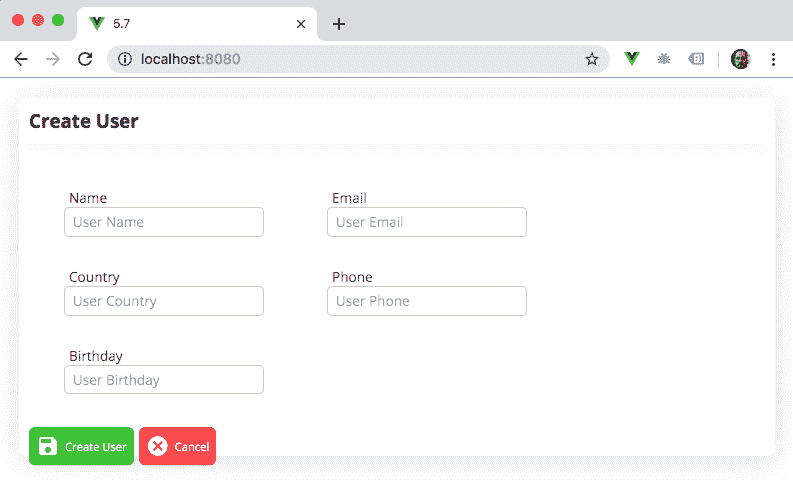 5.7
localhost:8080
Create User
Name Email
User Name User Email
Country Phone
User Country User Phone
Birthday
User Birthday
Create User Cancel